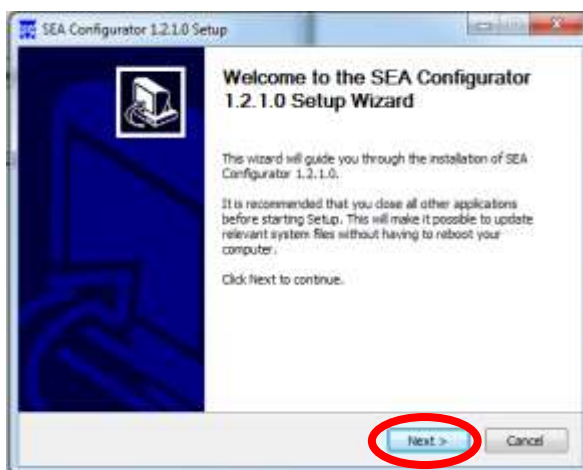 SEA Configurator 1.2.1.0 Setup
Welcome to the SEA Configurator
1.2.1.0 Setup Wizard
This wizard will guide you through the installation of SEA
Configurator 1.2.1.0.
It is recommended that you close all other applications
before starting Setup. This will make it possible to update
relevant system files without having to reboot your
computer.
Click Next to continue.
Next >
Cancel